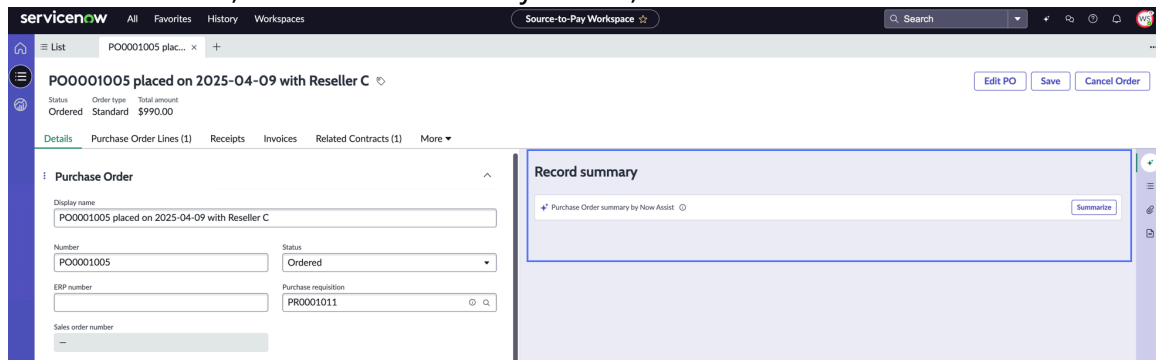 servicenow All Favorites History Workspaces Source-to-Pay Workspace Search WS
List PO0001005 plac... × +
PO0001005 placed on 2025-04-09 with Reseller C Edit PO Save Cancel Order
Status Order type Total amount
Ordered Standard $990.00
Details Purchase Order Lines (1) Receipts Invoices Related Contracts (1) More
Purchase Order
Record summary
Display name
PO0001005 placed on 2025-04-09 with Reseller C
Purchase Order summary by Now Assist Summarize
Number Status
PO0001005 Ordered
ERP number Purchase requisition
PR0001011
Sales order number
—